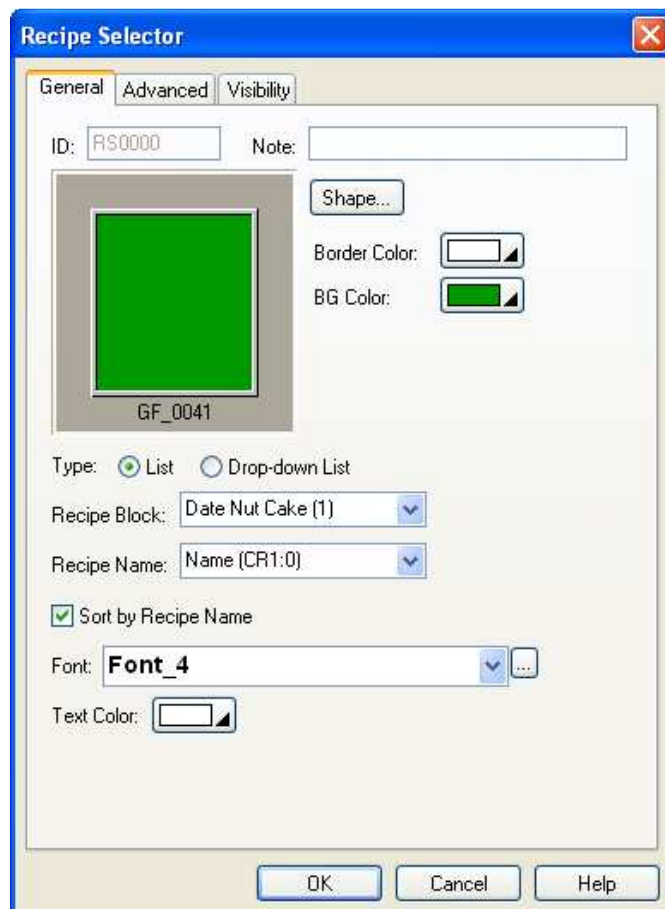 Recipe Selector
General Advanced Visibility
ID: RS0000 Note:
Shape...
Border Color:
BG Color:
GF_0041
Type: List Drop-down List
Recipe Block: Date Nut Cake (1)
Recipe Name: Name (CR1:0)
Sort by Recipe Name
Font: Font_4 ...
Text Color:
OK Cancel Help